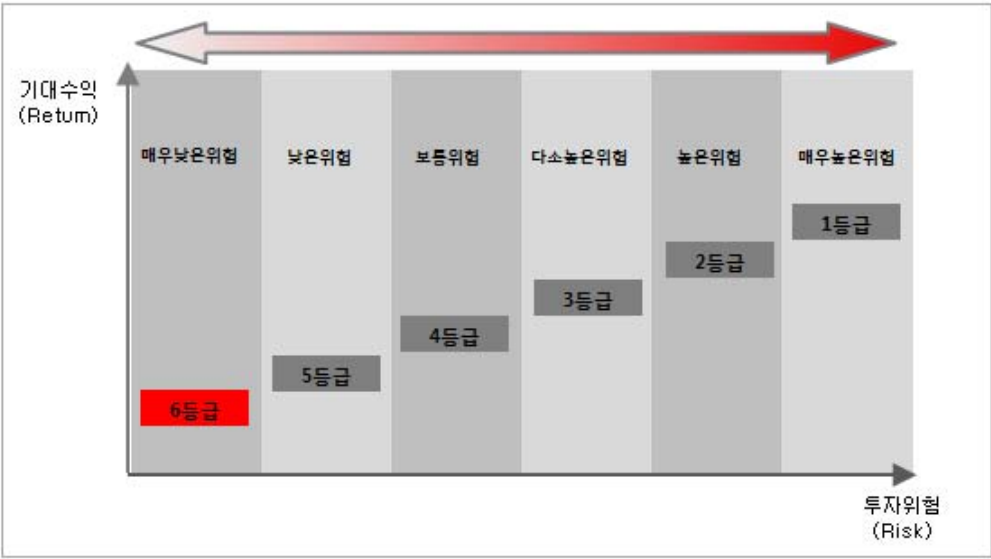 기대수익
(Return)
매우낮은위험
낮은위험
보통위험
다소높은위험
높은위험
매우높은위험
1등급
2등급
3등급
4등급
5등급
6등급
투자위험
(Risk)